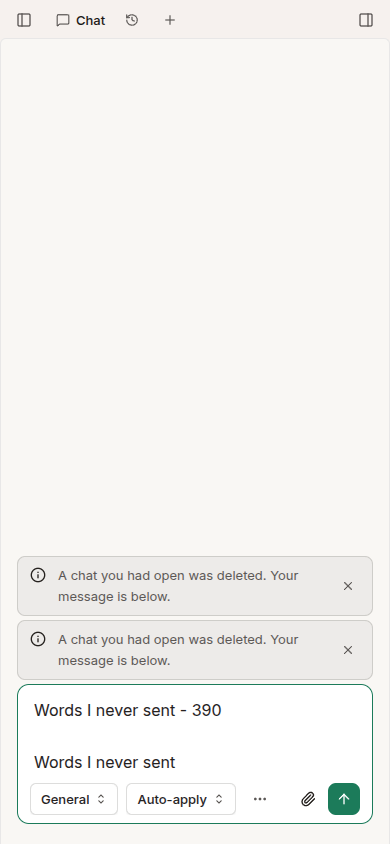 Chat
A chat you had open was deleted. Your
message is below.
A chat you had open was deleted. Your
message is below.
Words I never sent - 390
Words I never sent
General
Auto-apply